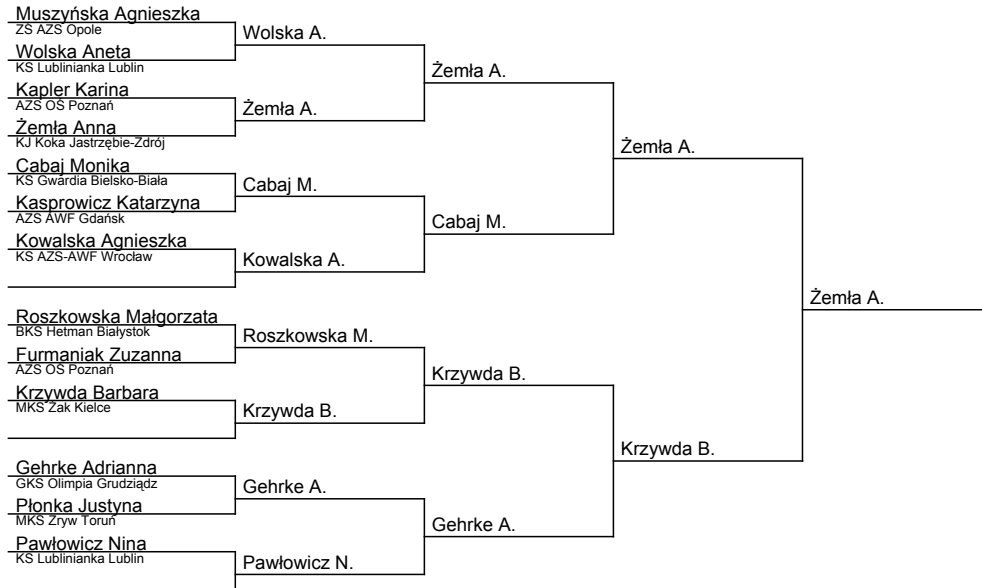 Muszyńska Agnieszka
ZS AZS Opole
Wolska Aneta
KS Lublinianka Lublin
Kapler Karina
AZS OŚ Poznań
Żemła Anna
KJ Koka Jastrzębie-Zdrój
Cabaj Monika
KS Gwardia Bielsko-Biała
Kasprowicz Katarzyna
AZS AWF Gdańsk
Kowalska Agnieszka
KS AZS-AWF Wrocław
Roszkowska Małgorzata
BKS Hetman Białystok
Furmaniak Zuzanna
AZS OŚ Poznań
Krzywda Barbara
MKS Żak Kielce
Gehrke Adrianna
GKS Olimpia Grudziądz
Płonka Justyna
MKS Zryw Toruń
Pawłowicz Nina
KS Lublinianka Lublin
Wolska A.
Żemła A.
Cabaj M.
Kowalska A.
Roszkowska M.
Krzywda B.
Gehrke A.
Pawłowicz N.
Żemła A.
Cabaj M.
Krzywda B.
Gehrke A.
Żemła A.
Krzywda B.
Żemła A.